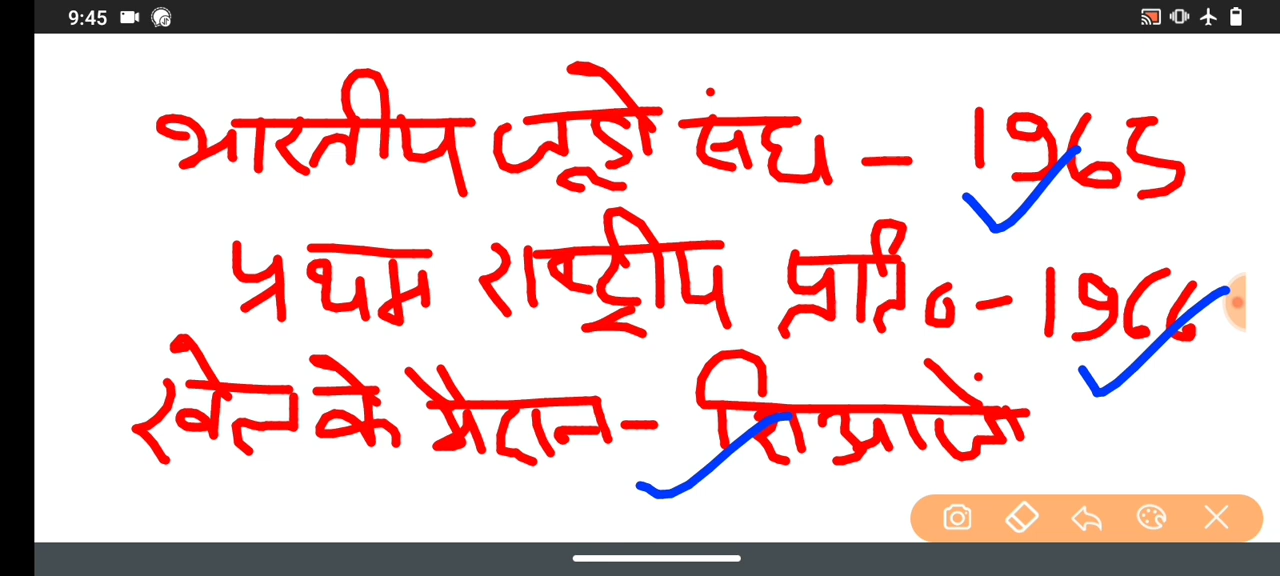 9:45
भारतीय जूडो संघ - 1965
प्रथम राष्ट्रीय प्रति० - 1966
खेल के मैदान -